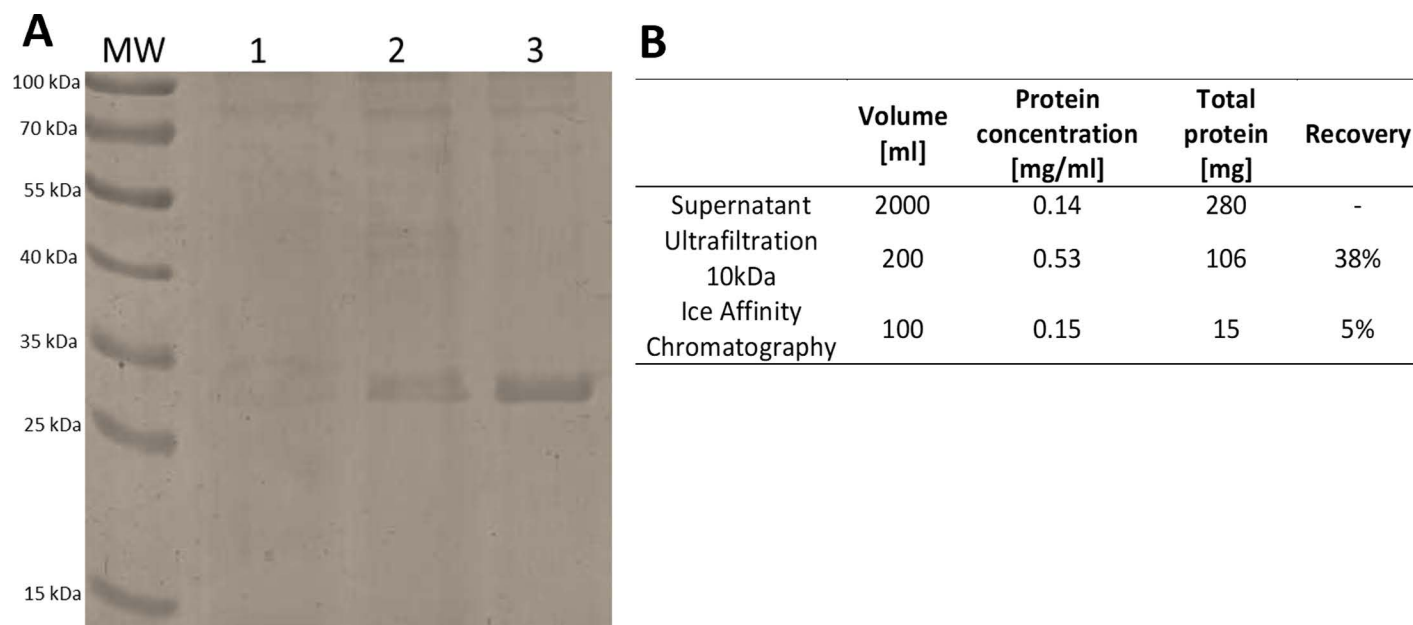 A
MW 1 2 3
100 kDa
70 kDa
55 kDa
40 kDa
35 kDa
25 kDa
15 kDa
B
Volume [ml] Protein concentration [mg/ml] Total protein [mg] Recovery
Supernatant 2000 0.14 280 -
Ultrafiltration 10kDa 200 0.53 106 38%
Ice Affinity Chromatography 100 0.15 15 5%